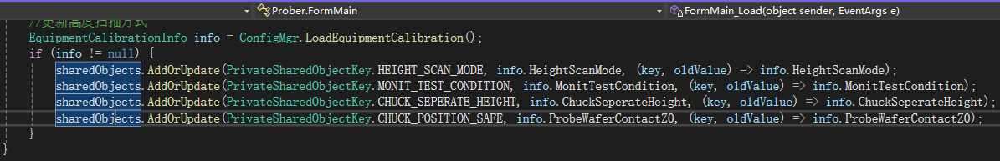 Prober.FormMain
FormMain_Load(object sender, EventArgs e)
//更新高度扫描方式
EquipmentCalibrationInfo info = ConfigMgr.LoadEquipmentCalibration();
if (info != null) {
sharedObjects.AddOrUpdate(PrivateSharedObjectKey.HEIGHT_SCAN_MODE, info.HeightScanMode, (key, oldValue) => info.HeightScanMode);
sharedObjects.AddOrUpdate(PrivateSharedObjectKey.MONIT_TEST_CONDITION, info.MonitTestCondition, (key, oldValue) => info.MonitTestCondition);
sharedObjects.AddOrUpdate(PrivateSharedObjectKey.CHUCK_SEPERATE_HEIGHT, info.ChuckSeperateHeight, (key, oldValue) => info.ChuckSeperateHeight);
sharedObjects.AddOrUpdate(PrivateSharedObjectKey.CHUCK_POSITION_SAFE, info.ProbeWaferContactZ0, (key, oldValue) => info.ProbeWaferContactZ0);
}
}